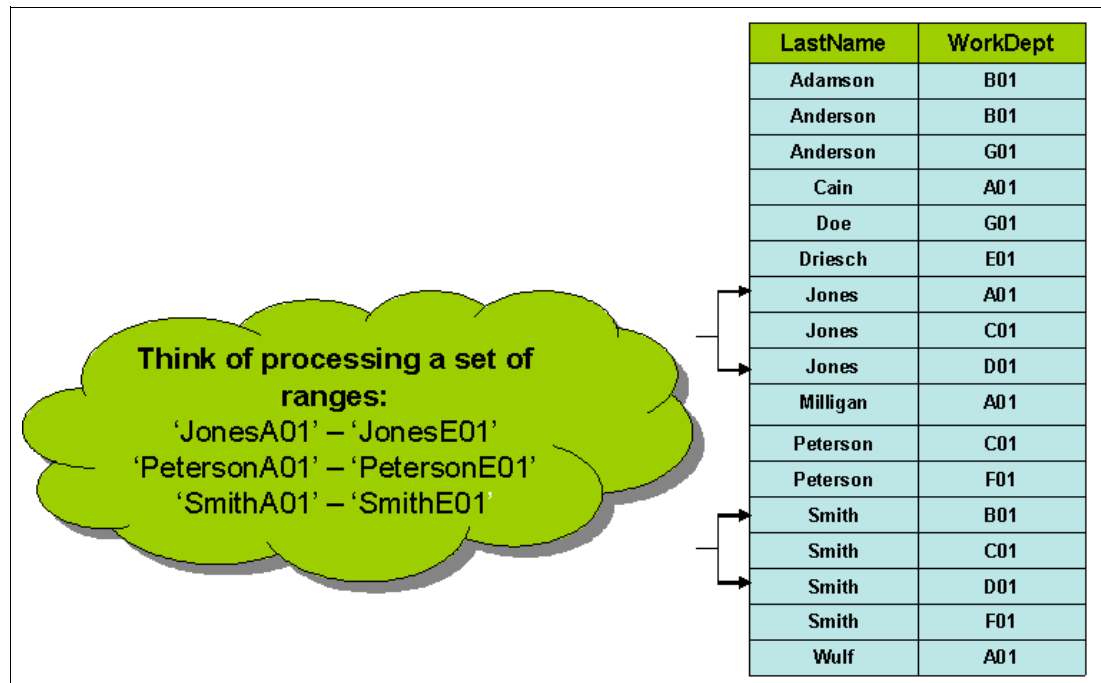 Think of processing a set of
ranges:
‘JonesA01’ – ‘JonesE01’
‘PetersonA01’ – ‘PetersonE01’
‘SmithA01’ – ‘SmithE01’
LastName WorkDept
Adamson B01
Anderson B01
Anderson G01
Cain A01
Doe G01
Driesch E01
Jones A01
Jones C01
Jones D01
Milligan A01
Peterson C01
Peterson F01
Smith B01
Smith C01
Smith D01
Smith F01
Wulf A01